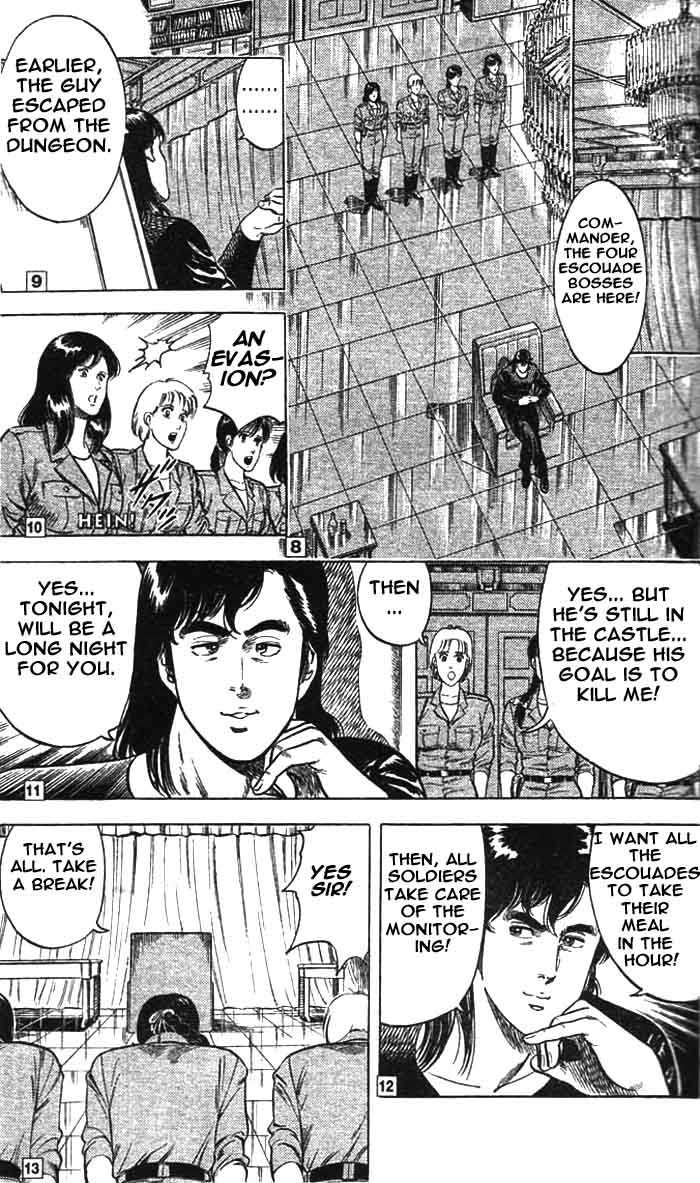 COM-
MANDER,
THE FOUR
ESCOUADE
BOSSES
ARE HERE!
8
......
......
EARLIER,
THE GUY
ESCAPED
FROM THE
DUNGEON.
9
AN
EVAS-
ION?
HEIN!
10
YES... BUT
HE'S STILL IN
THE CASTLE...
BECAUSE HIS
GOAL IS TO
KILL ME!
THEN
...
YES...
TONIGHT,
WILL BE A
LONG NIGHT
FOR YOU.
11
I WANT ALL
THE
ESCOUADES
TO TAKE
THEIR
MEAL
IN THE
HOUR!
THEN, ALL
SOLDIERS
TAKE CARE
OF THE
MONITOR-
ING!
12
YES
SIR!
THAT'S
ALL. TAKE
A BREAK!
13